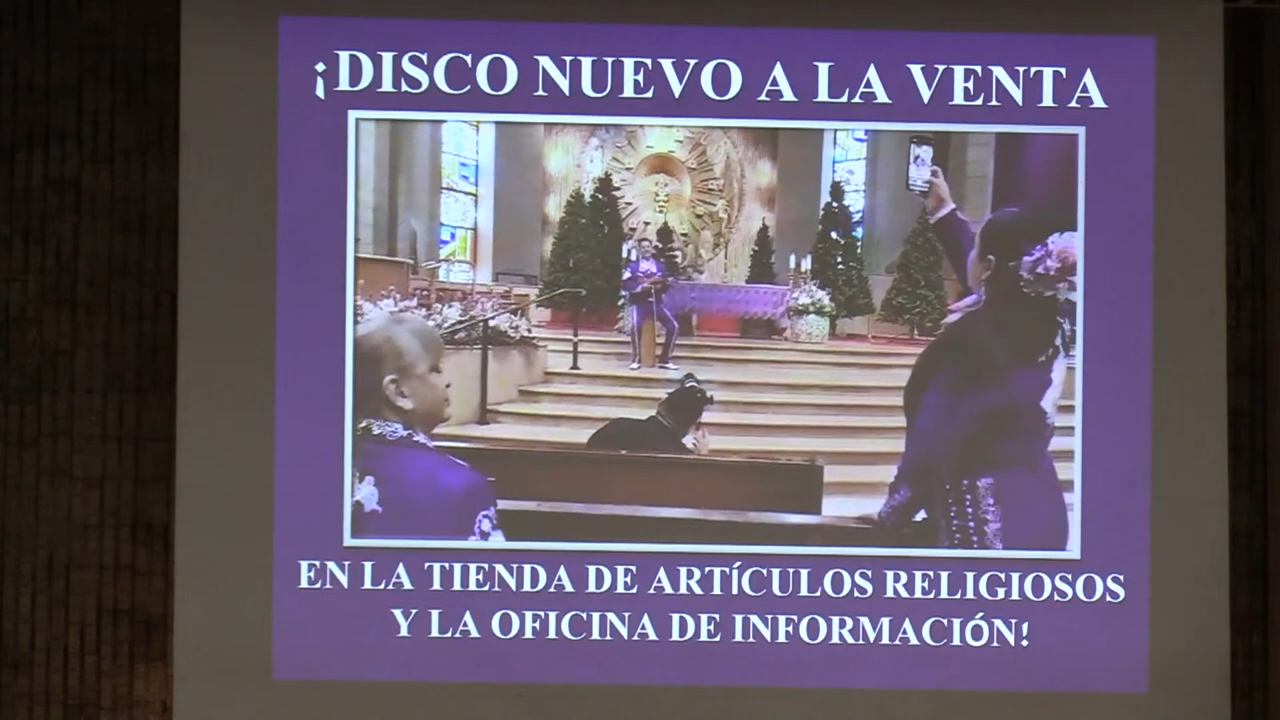 ¡DISCO NUEVO A LA VENTA
EN LA TIENDA DE ARTÍCULOS RELIGIOSOS
Y LA OFICINA DE INFORMACIÓN!